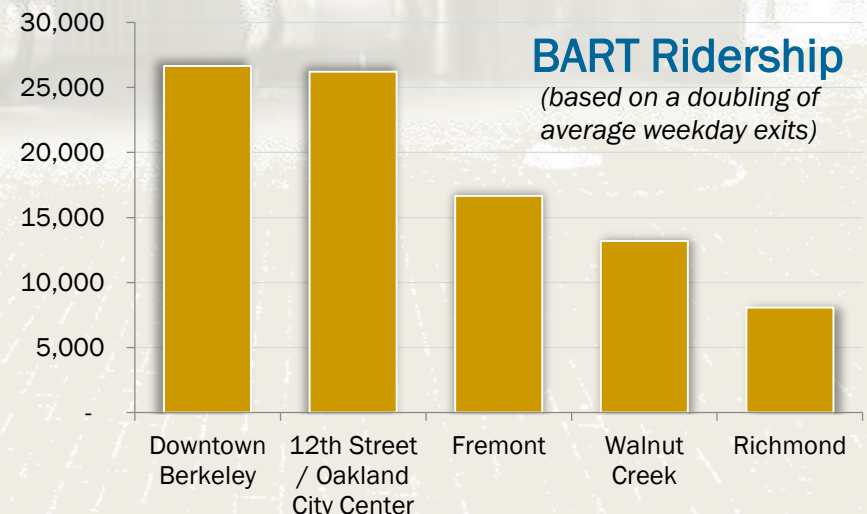 BART Ridership
(based on a doubling of
average weekday exits)
30,000
25,000
20,000
15,000
10,000
5,000
-
Downtown
Berkeley
12th Street
/ Oakland
City Center
Fremont
Walnut
Creek
Richmond